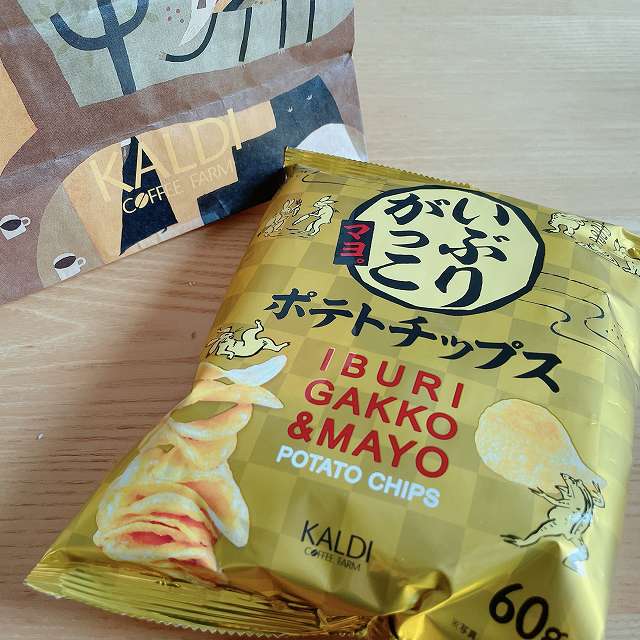 KALDI
COFFEE FARM
いぶり
がっこ
マヨ。
ポテトチップス
IBURI
GAKKO
&MAYO
POTATO CHIPS
KALDI
COFFEE FARM
60g